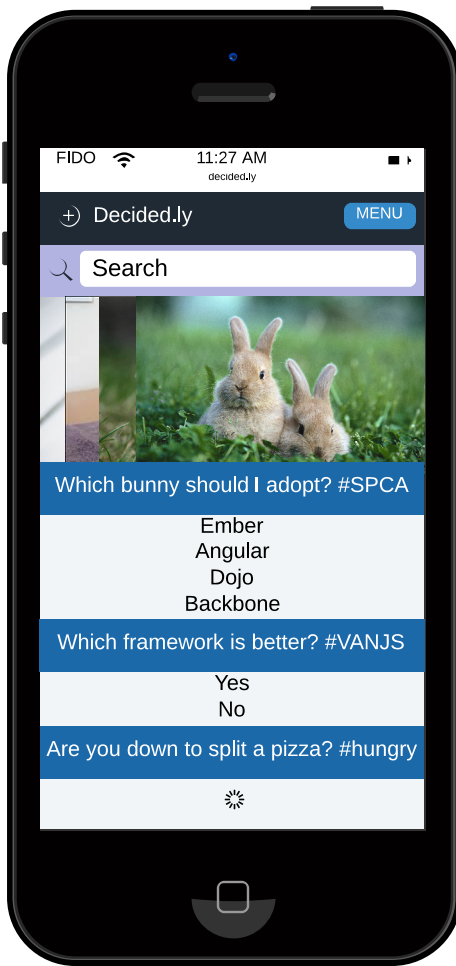 FIDO 11:27 AM
decided.ly
Decided.ly MENU
Search
Which bunny should I adopt? #SPCA
Ember
Angular
Dojo
Backbone
Which framework is better? #VANJS
Yes
No
Are you down to split a pizza? #hungry